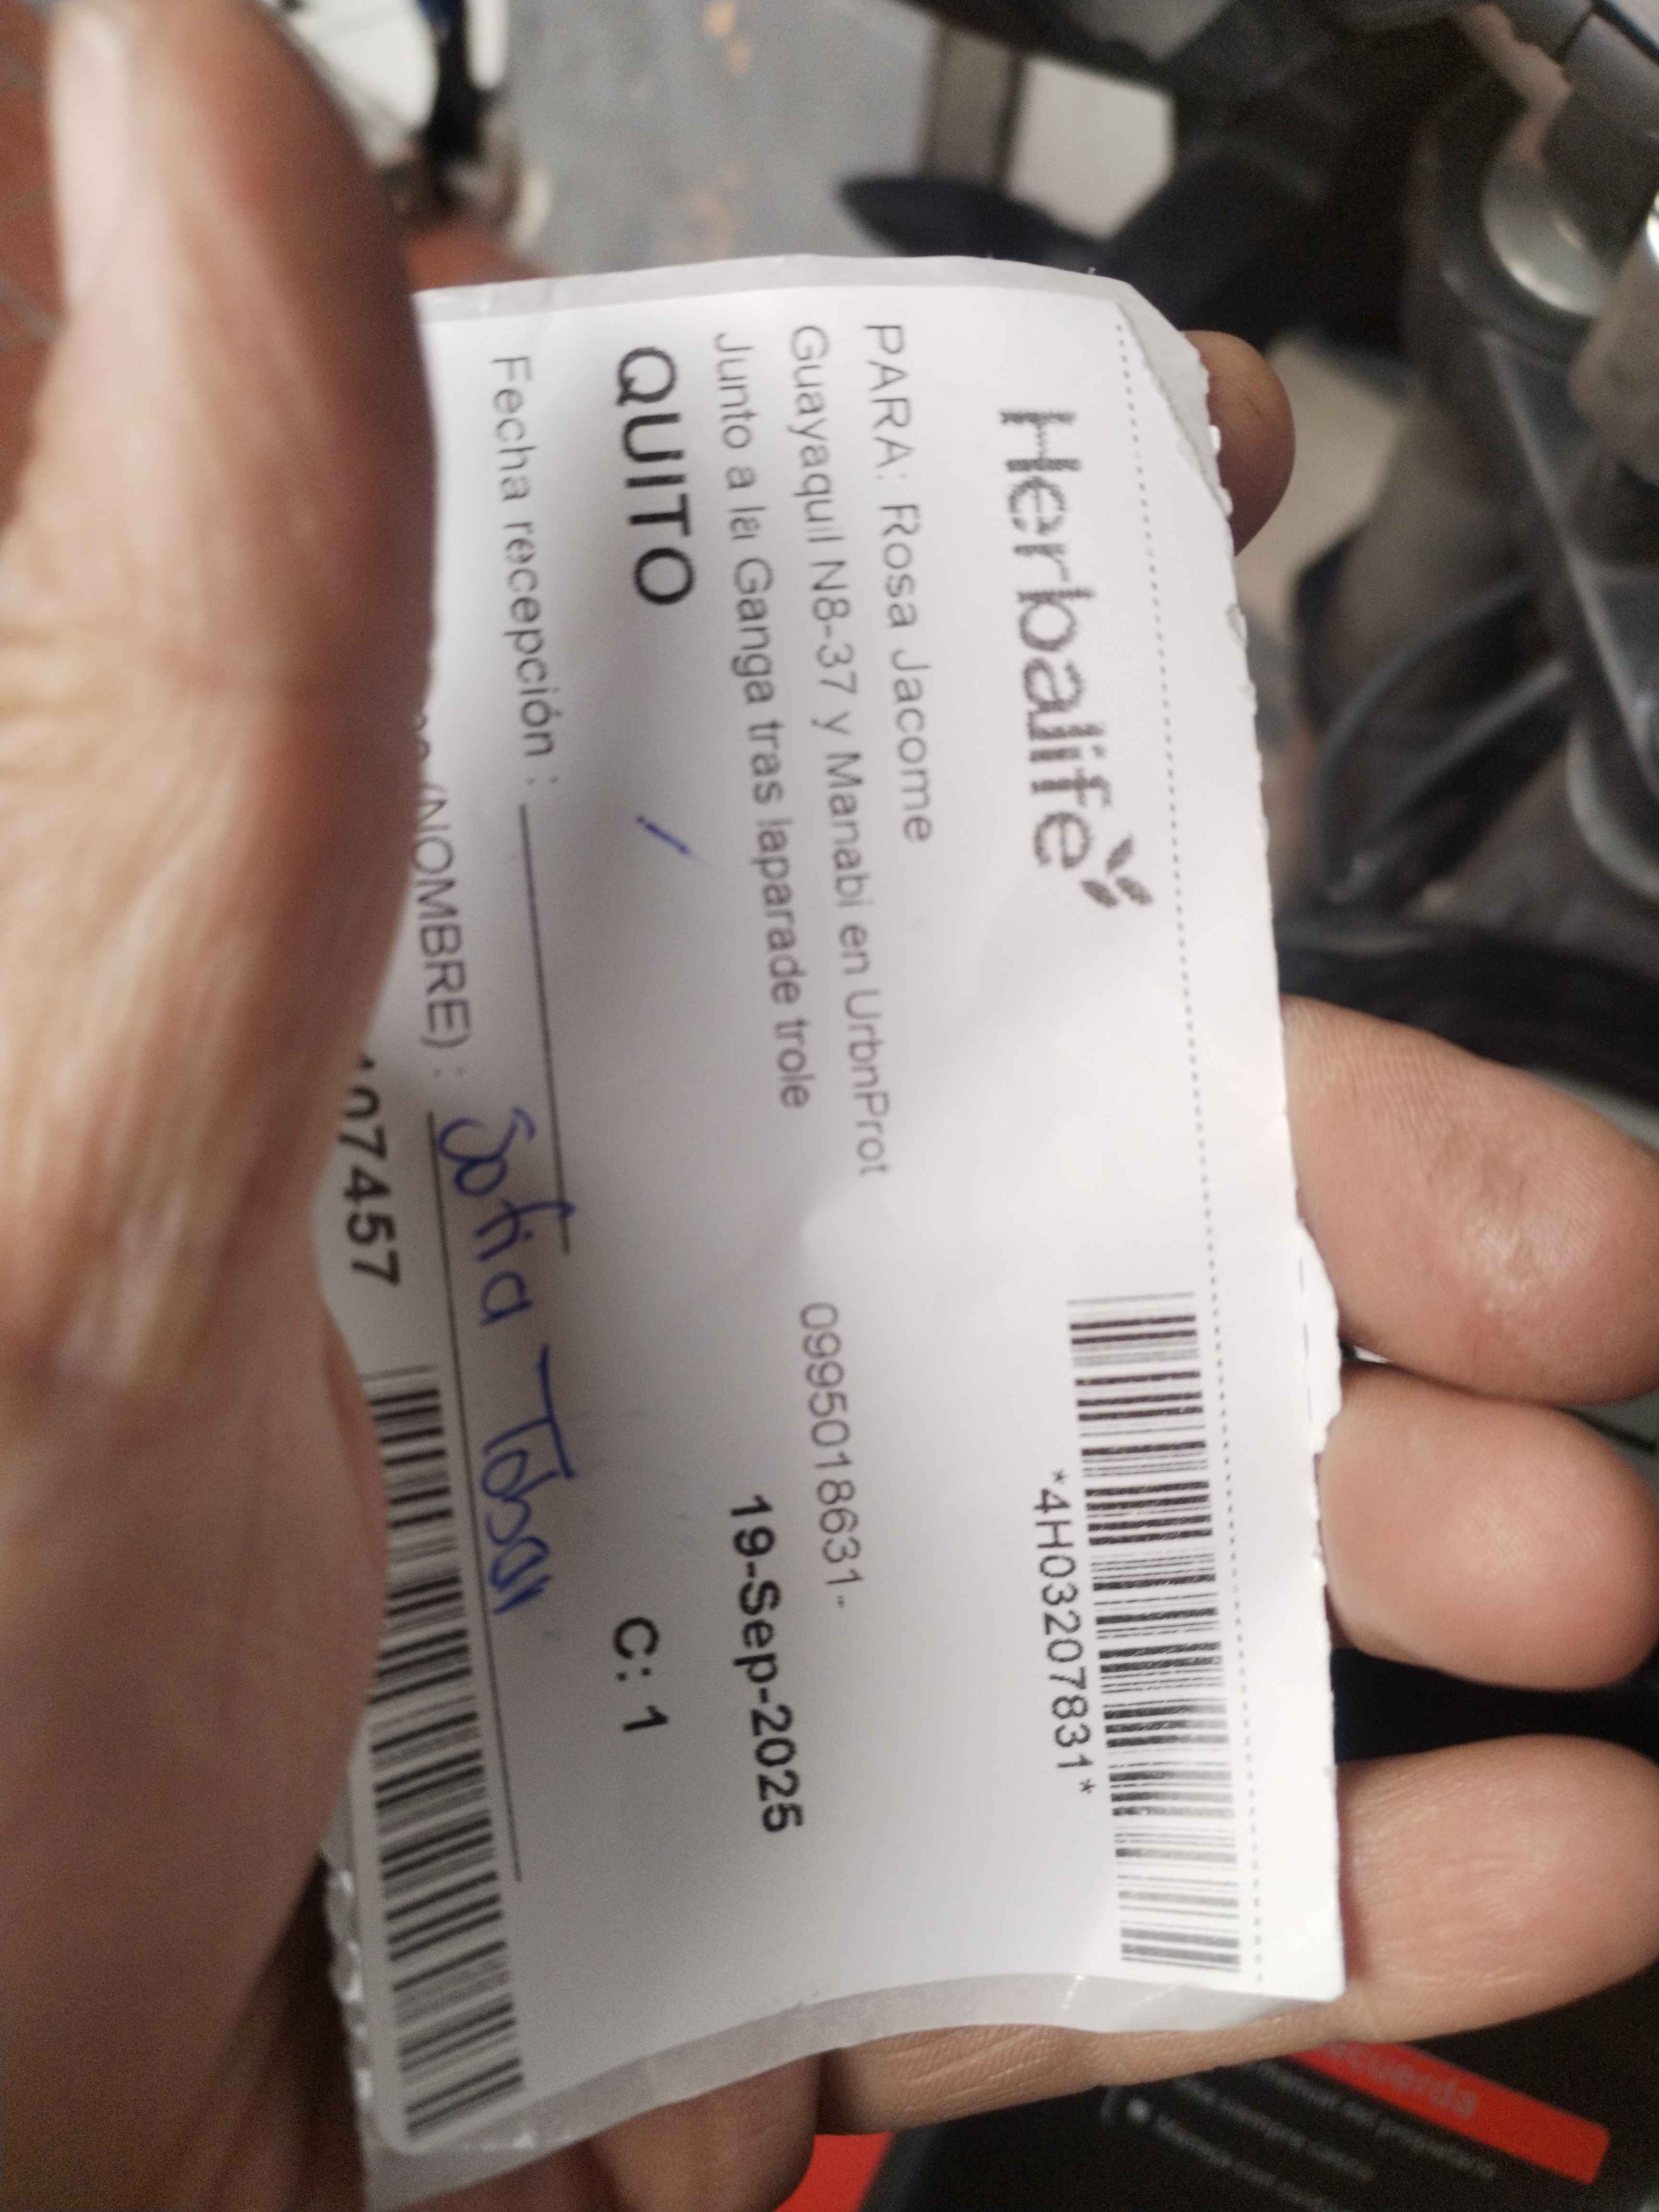 Herbalife
*4H03207831*
PARA: Rosa Jacome
Guayaquil N8-37 y Manabi en UrbnProt
0995018631-
Junto a la Ganga tras laparade trole
19-Sep-2025
QUITO
C: 1
Fecha recepción :
(NOMBRE) : Sofia Tobar
07457